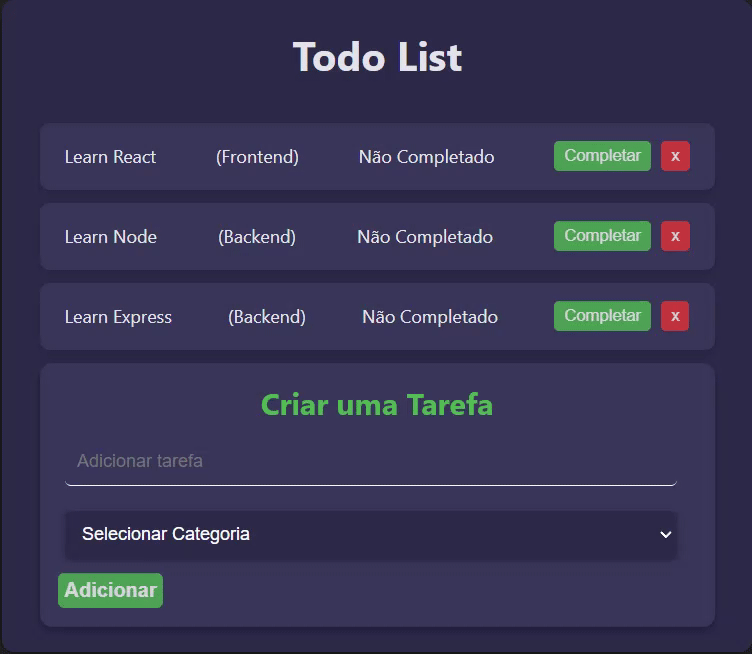 Todo List
Learn React (Frontend) Não Completado Completar x
Learn Node (Backend) Não Completado Completar x
Learn Express (Backend) Não Completado Completar x
Criar uma Tarefa
Adicionar tarefa
Selecionar Categoria
Adicionar